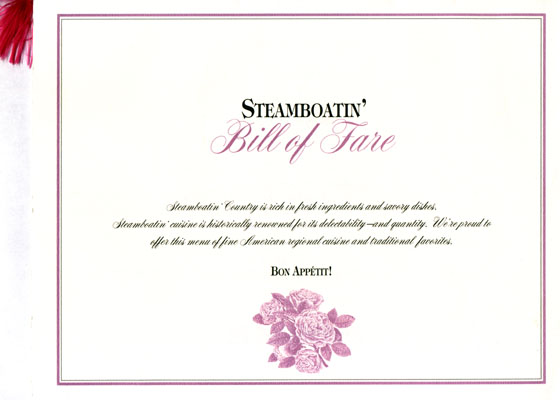 STEAMBOATIN'
Bill of Fare
Steamboatin' Country is rich in fresh ingredients and savory dishes.
Steamboatin' cuisine is historically renowned for its delectability—and quantity. We're proud to
offer this menu of fine American regional cuisine and traditional favorites.
BON APPÉTIT!